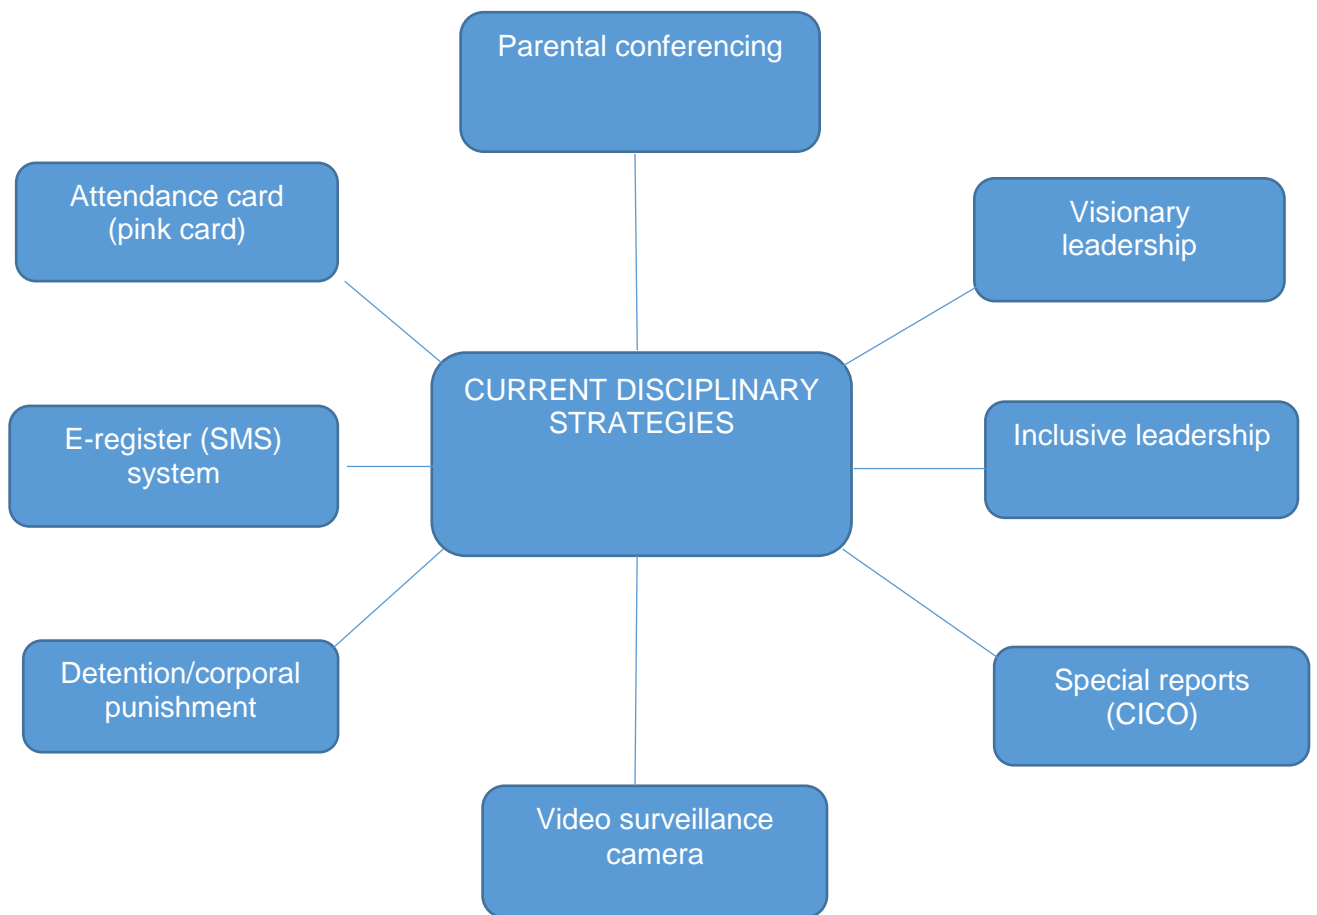 Parental conferencing
Attendance card
(pink card)
Visionary
leadership
CURRENT DISCIPLINARY
STRATEGIES
E-register (SMS)
system
Inclusive leadership
Detention/corporal
punishment
Special reports
(CICO)
Video surveillance
camera